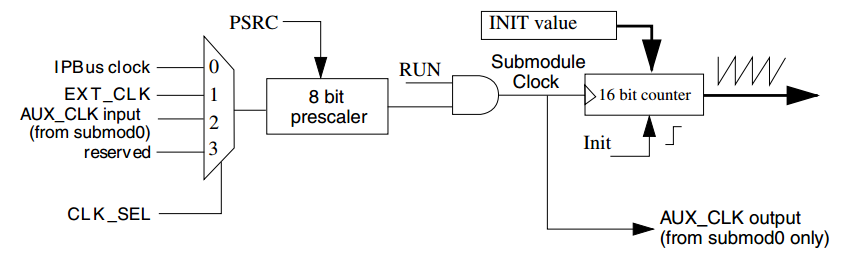 PSRC
INIT value
IPBus clock
0
EXT_CLK
1
AUX_CLK input
(from submod0)
2
reserved
3
CLK_SEL
8 bit
prescaler
RUN
Submodule
Clock
16 bit counter
Init
AUX_CLK output
(from submod0 only)